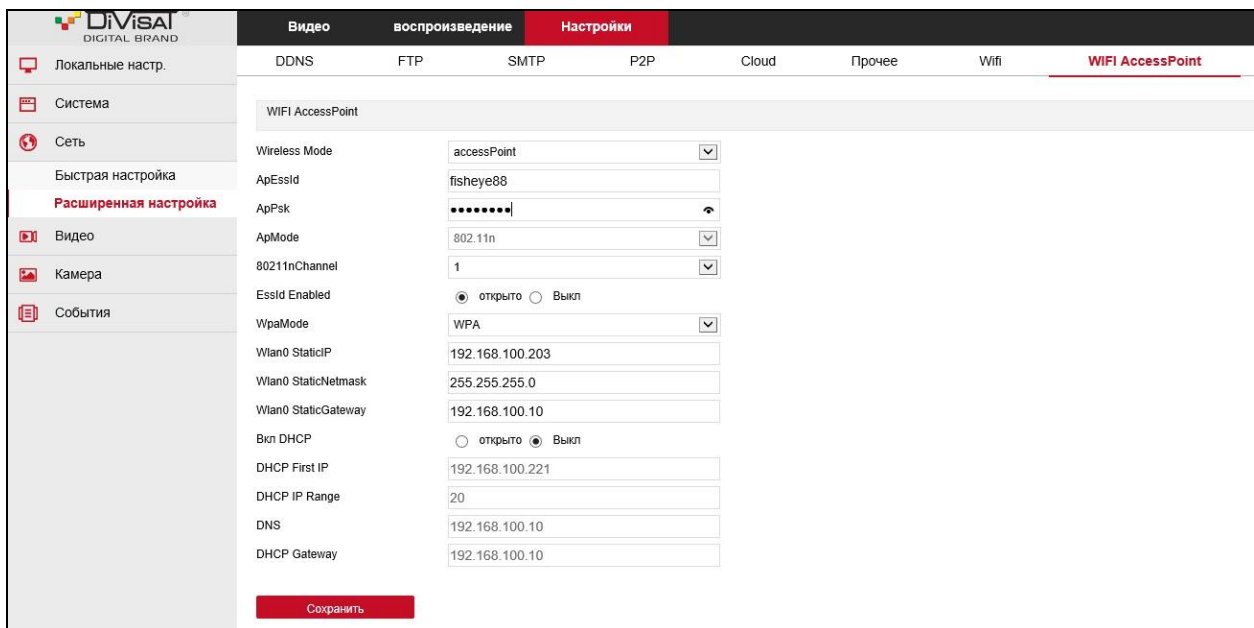 DiViSAT
DIGITAL BRAND
Видео воспроизведение Настройки
DDNS FTP SMTP P2P Cloud Прочее Wifi WIFI AccessPoint
Локальные настр.
Система
Сеть
Быстрая настройка
Расширенная настройка
Видео
Камера
События
WIFI AccessPoint
Wireless Mode accessPoint
ApEssId fisheye88
ApPsk ••••••••
ApMode 802.11n
80211nChannel 1
EssId Enabled открыто Выкл
WpaMode WPA
Wlan0 StaticIP 192.168.100.203
Wlan0 StaticNetmask 255.255.255.0
Wlan0 StaticGateway 192.168.100.10
Вкл DHCP открыто Выкл
DHCP First IP 192.168.100.221
DHCP IP Range 20
DNS 192.168.100.10
DHCP Gateway 192.168.100.10
Сохранить